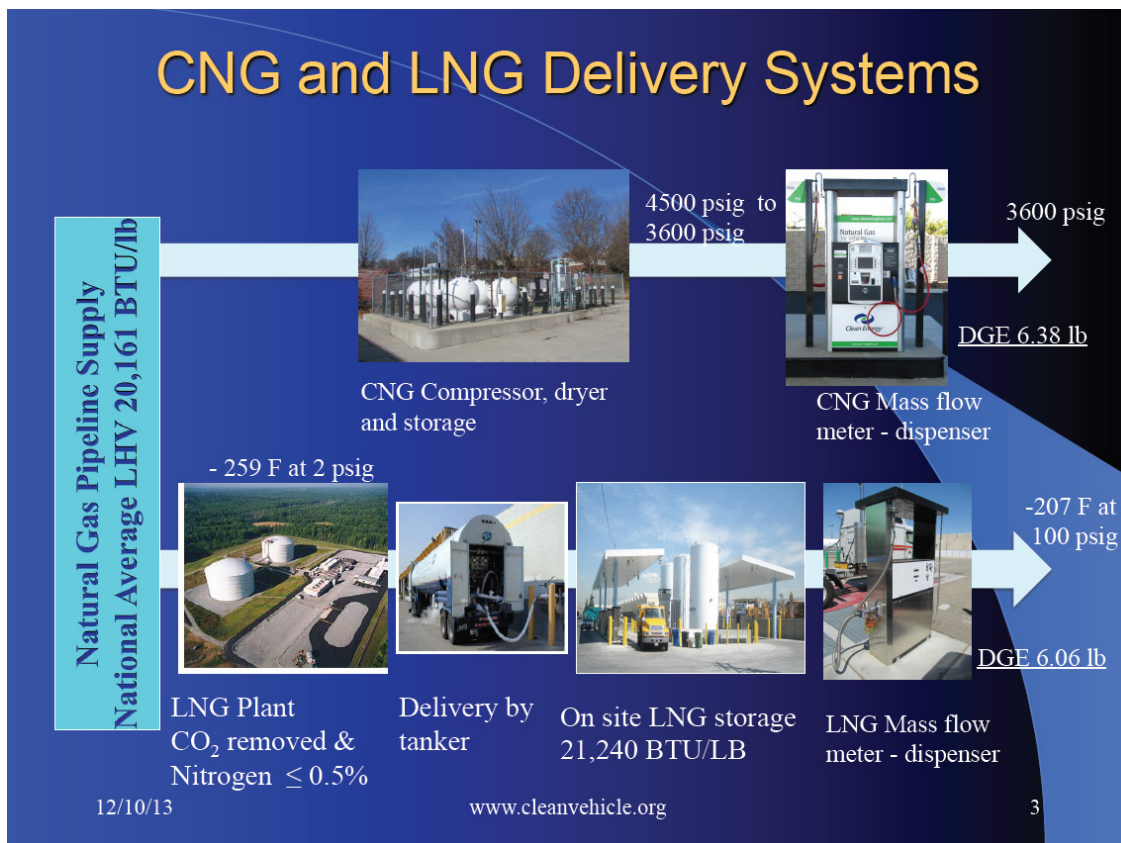 CNG and LNG Delivery Systems
Natural Gas Pipeline Supply
National Average LHV 20,161 BTU/lb
4500 psig to
3600 psig
3600 psig
Natural Gas
Clean Energy
DGE 6.38 lb
CNG Compressor, dryer
and storage
CNG Mass flow
meter - dispenser
- 259 F at 2 psig
-207 F at
100 psig
DGE 6.06 lb
LNG Plant
CO₂ removed &
Nitrogen ≤ 0.5%
Delivery by
tanker
On site LNG storage
21,240 BTU/LB
LNG Mass flow
meter - dispenser
12/10/13
www.cleanvehicle.org
3